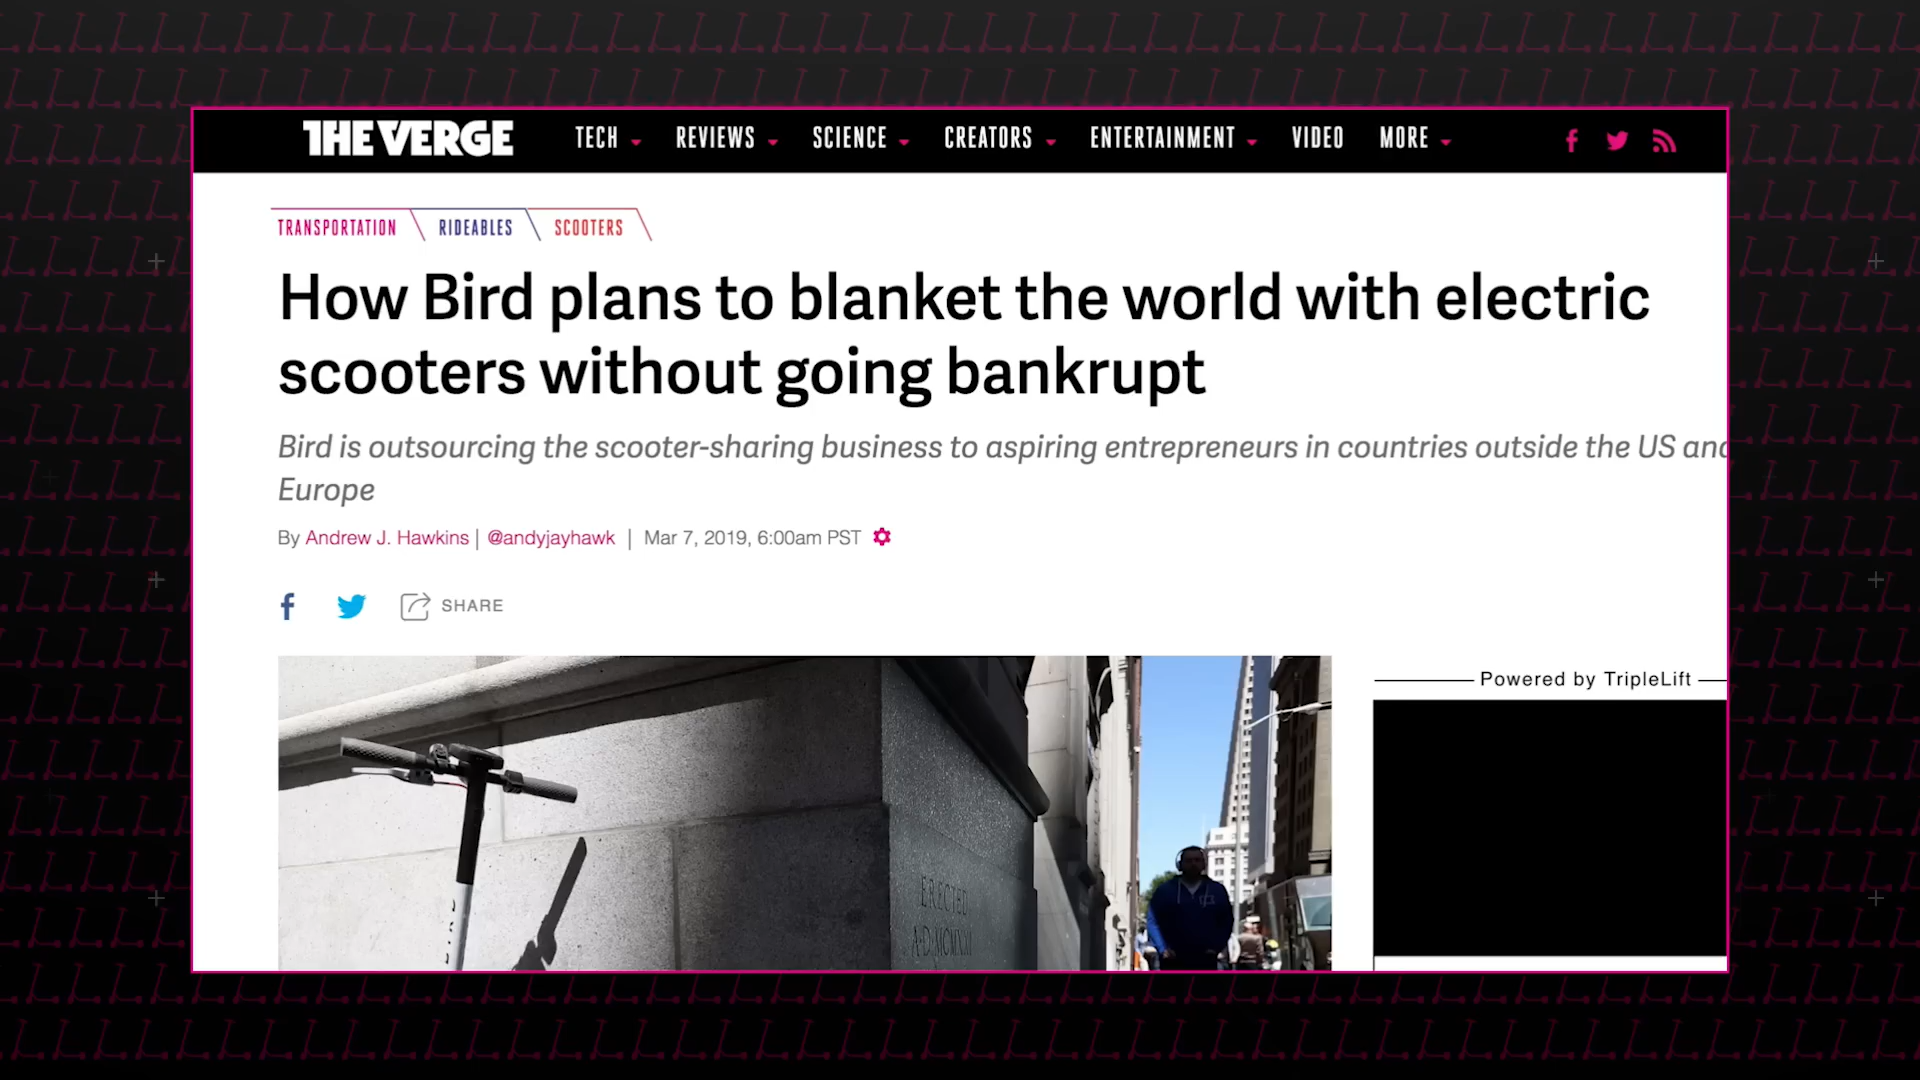 THE VERGE TECH REVIEWS SCIENCE CREATORS ENTERTAINMENT VIDEO MORE
TRANSPORTATION RIDEABLES SCOOTERS
How Bird plans to blanket the world with electric
scooters without going bankrupt
Bird is outsourcing the scooter-sharing business to aspiring entrepreneurs in countries outside the US and
Europe
By Andrew J. Hawkins | @andyjayhawk | Mar 7, 2019, 6:00am PST
SHARE
Powered by TripleLift
ERECTED